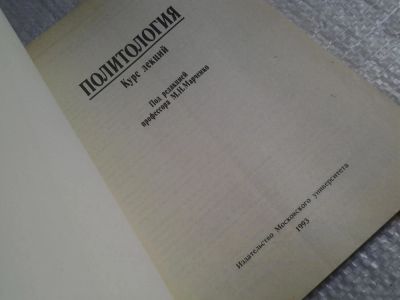 ПОЛИТОЛОГИЯ
Курс лекций
Под редакцией
профессора М.Н.Марченко
Издательство Московского университета
1993